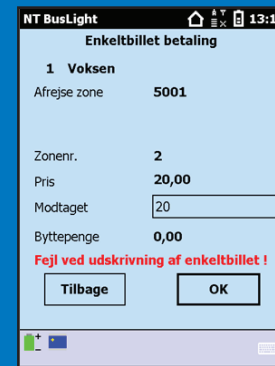 NT BusLight 13:1
Enkeltbillet betaling
1 Voksen
Afrejse zone 5001
Zonenr. 2
Pris 20,00
Modtaget 20
Byttepenge 0,00
Fejl ved udskrivning af enkeltbillet !
Tilbage OK